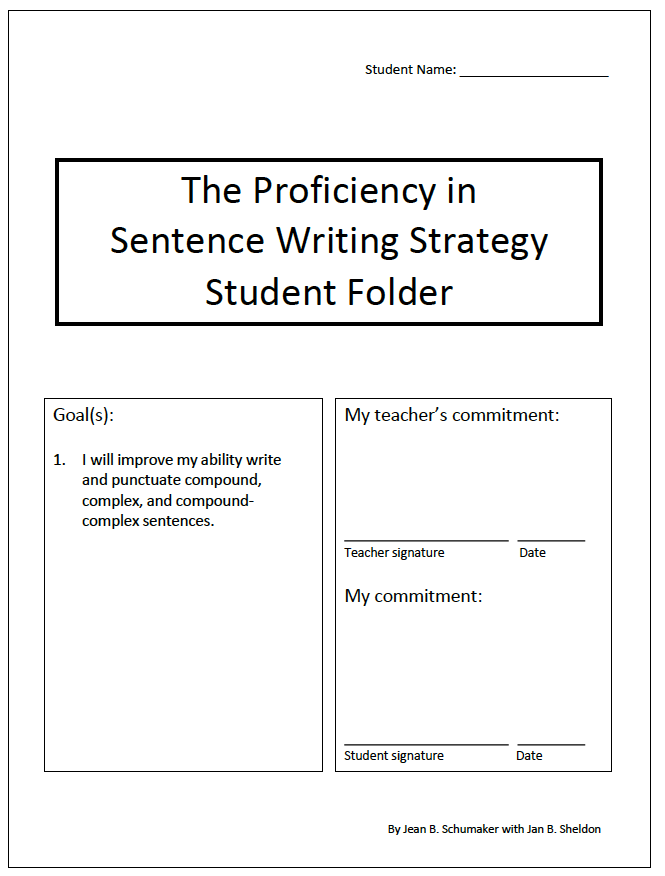 Student Name: ____________________
The Proficiency in
Sentence Writing Strategy
Student Folder
Goal(s):
1. I will improve my ability write
and punctuate compound,
complex, and compound-
complex sentences.
My teacher’s commitment:
Teacher signature Date
My commitment:
Student signature Date
By Jean B. Schumaker with Jan B. Sheldon